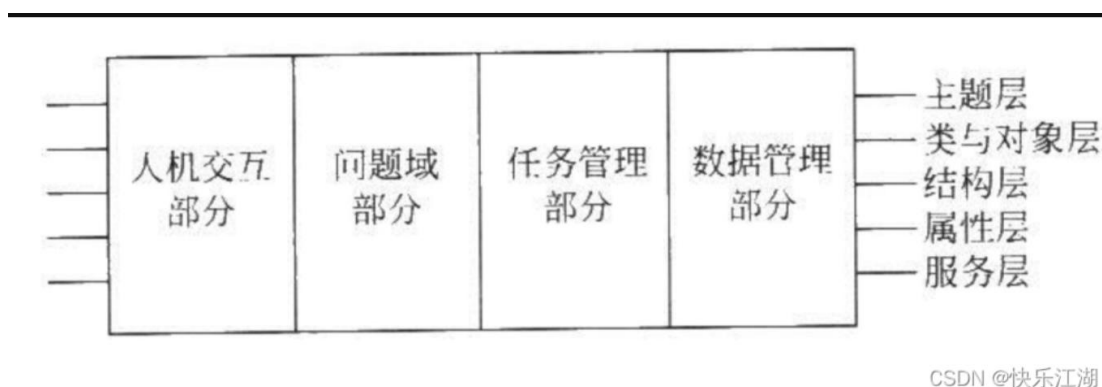 人机交互
部分
问题域
部分
任务管理
部分
数据管理
部分
主题层
类与对象层
结构层
属性层
服务层
CSDN @快乐江湖